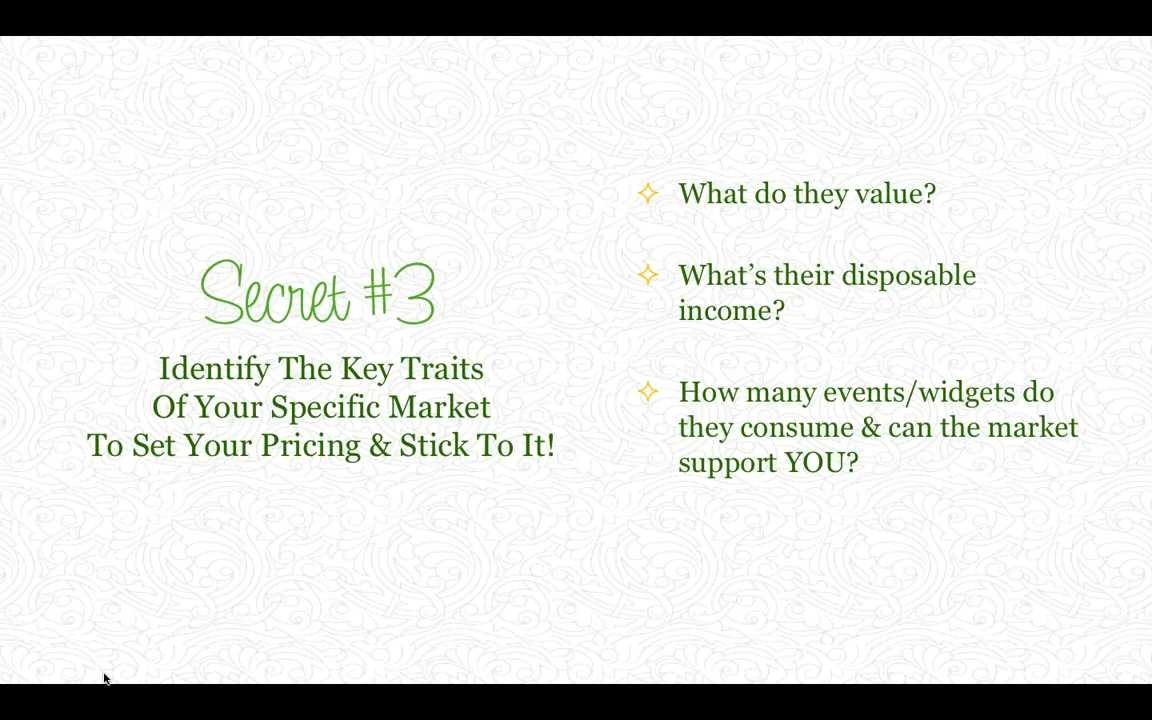 Secret #3
Identify The Key Traits
Of Your Specific Market
To Set Your Pricing & Stick To It!
What do they value?
What’s their disposable
income?
How many events/widgets do
they consume & can the market
support YOU?